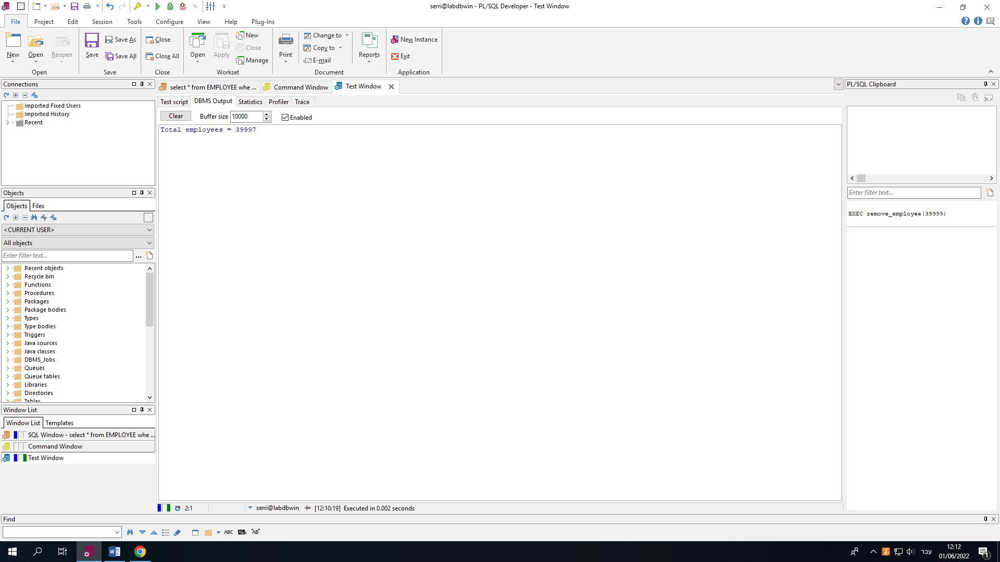 serri@labdbwin - PL/SQL Developer - Test Window
File Project Edit Session Tools Configure View Help Plug-Ins
New Open Reopen Save Save As Save All Close Close All Open Apply New Close Manage Print Change to Copy to E-mail Reports New Instance Exit
Open Save Close Workset Document Application
Connections
Imported Fixed Users
Imported History
Recent
Objects
Objects Files
<CURRENT USER>
All objects
Enter filter text...
Recent objects
Recycle bin
Functions
Procedures
Packages
Package bodies
Types
Type bodies
Triggers
Java sources
Java classes
DBMS_Jobs
Queues
Queue tables
Libraries
Directories
Tables
Window List
Window List Templates
SQL Window - select * from EMPLOYEE whe ...
Command Window
Test Window
select * from EMPLOYEE whe ... Command Window Test Window
Test script DBMS Output Statistics Profiler Trace
Clear Buffer size 10000 Enabled
Total employees = 39997
2:1 serri@labdbwin [12:10:19] Executed in 0.002 seconds
PL/SQL Clipboard
Enter filter text...
EXEC remove_employee(39999)
Find
ABC "AB"
עבר
12:12
01/06/2022
1